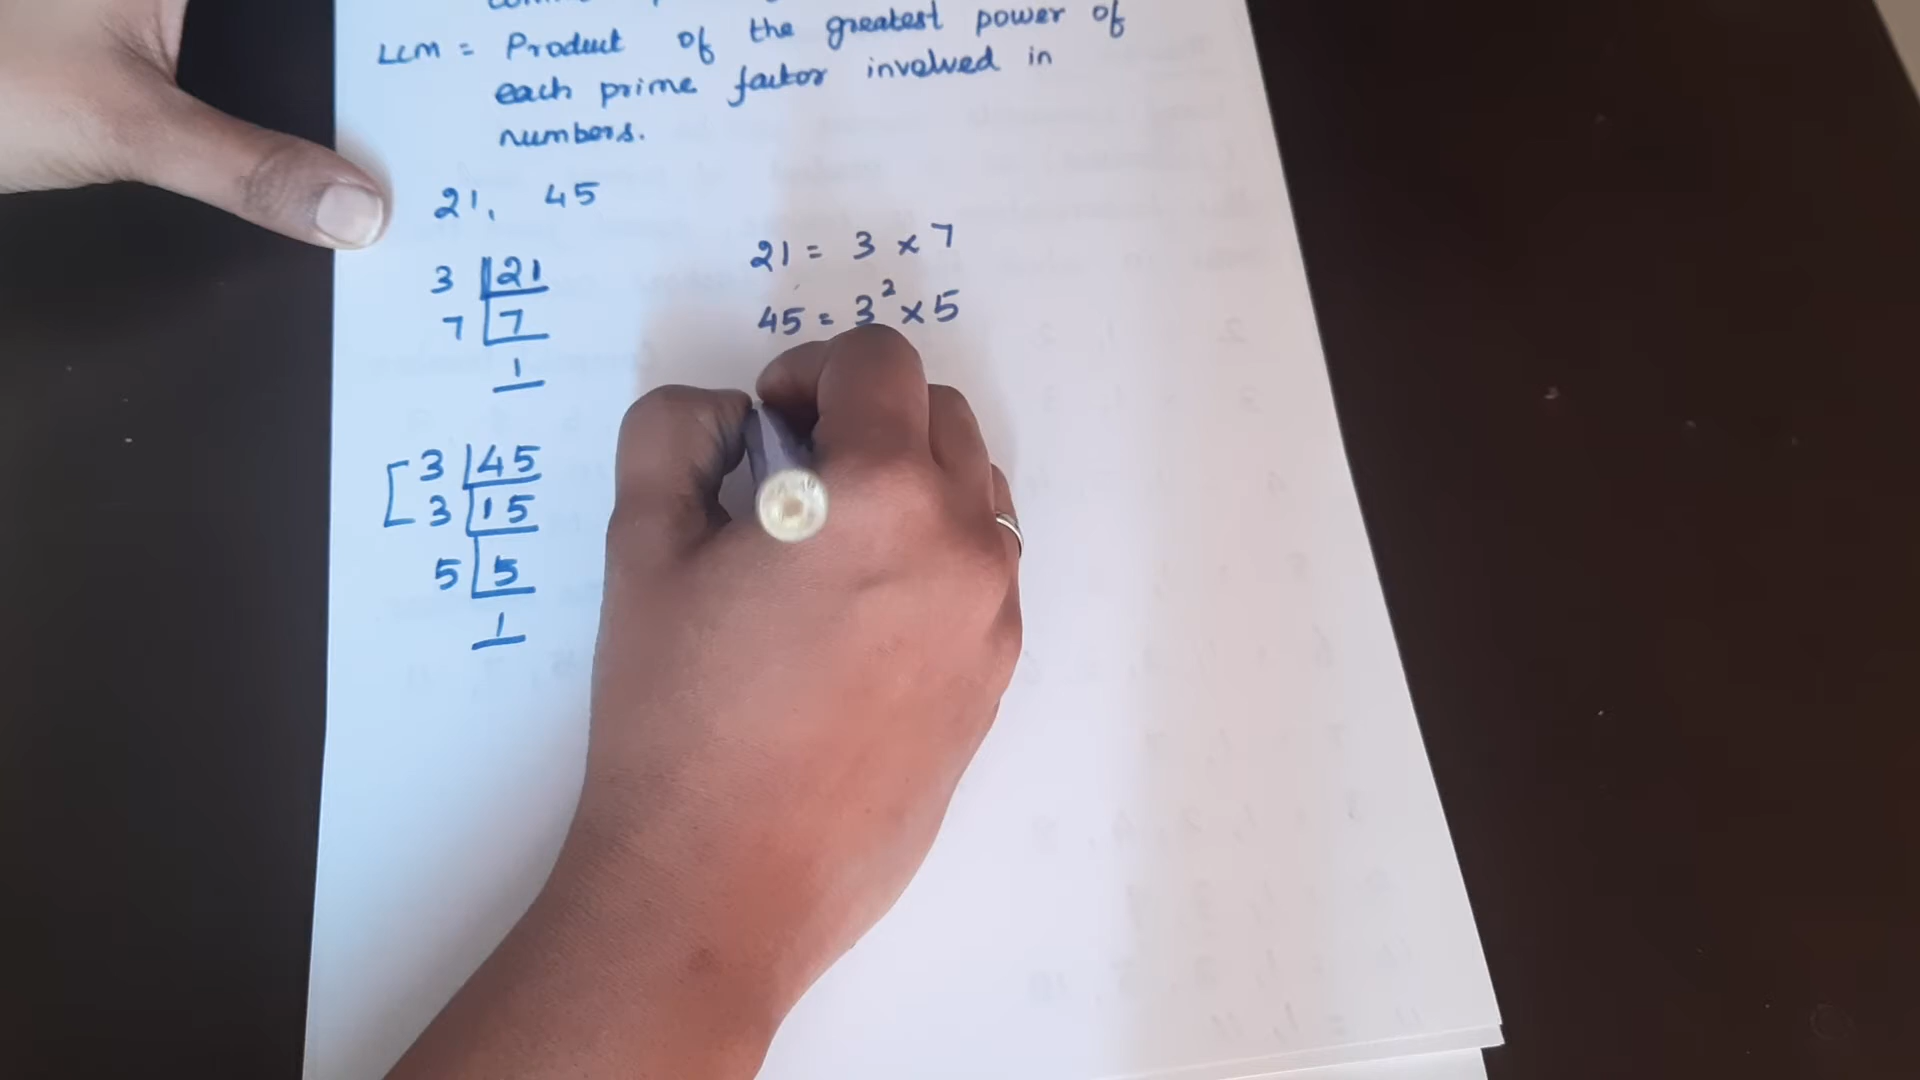 LCM = Product of the greatest power of
each prime factor involved in
numbers.
21, 45
3 21
7 7
1
21 = 3 × 7
45 = 3² × 5
3 45
3 15
5 5
1